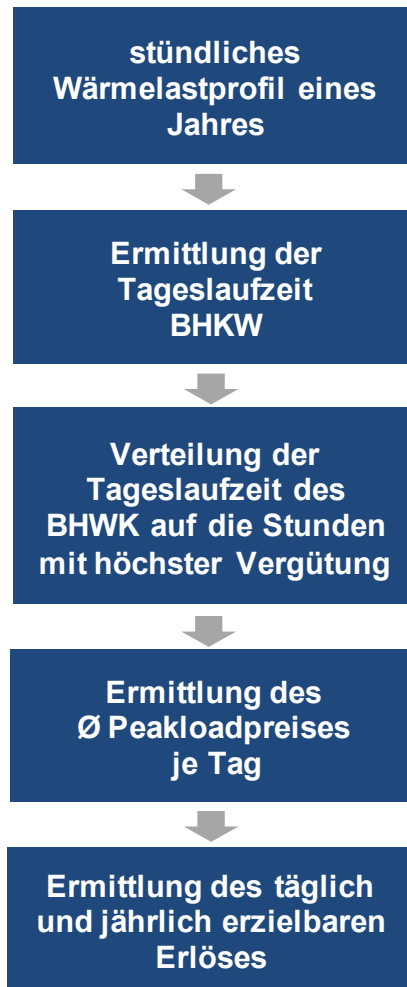 stündliches
Wärmelastprofil eines
Jahres
Ermittlung der
Tageslaufzeit
BHKW
Verteilung der
Tageslaufzeit des
BHWK auf die Stunden
mit höchster Vergütung
Ermittlung des
Ø Peakloadpreises
je Tag
Ermittlung des täglich
und jährlich erzielbaren
Erlöses